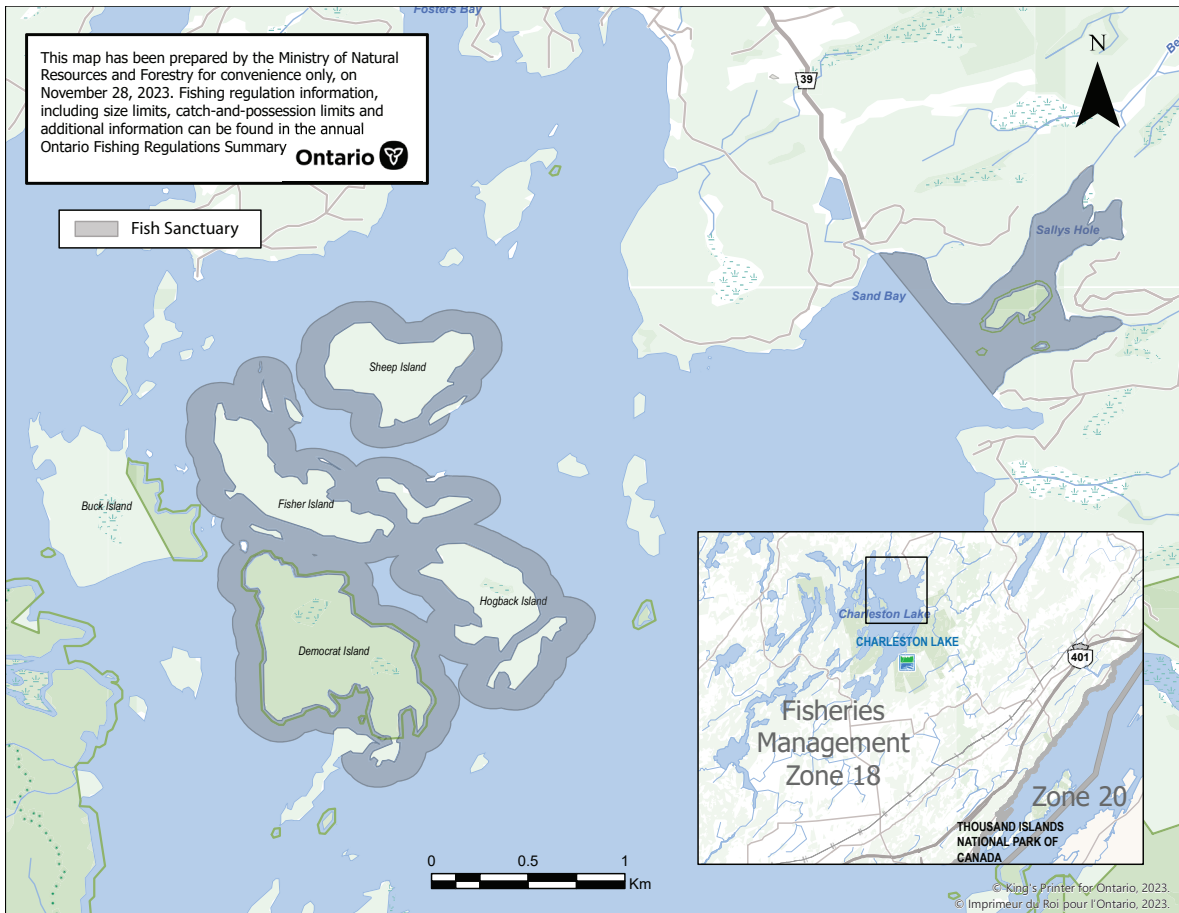 Fosters Bay
This map has been prepared by the Ministry of Natural
Resources and Forestry for convenience only, on
November 28, 2023. Fishing regulation information,
including size limits, catch-and-possession limits and
additional information can be found in the annual
Ontario Fishing Regulations Summary
Ontario
Fish Sanctuary
39
N
Be
Sallys Hole
Sand Bay
Sheep Island
Buck Island
Fisher Island
Hogback Island
Democrat Island
Charleston Lake
CHARLESTON LAKE
401
Fisheries
Management
Zone 18
Zone 20
THOUSAND ISLANDS
NATIONAL PARK OF
CANADA
0 0.5 1
Km
© King's Printer for Ontario, 2023.
© Imprimeur du Roi pour l'Ontario, 2023.